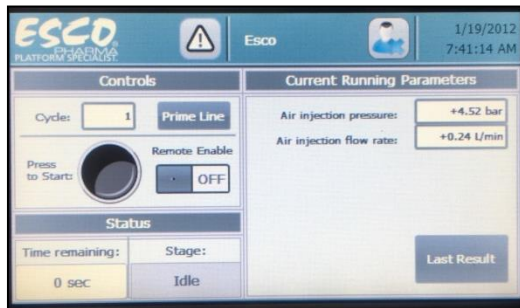 ESCO
PHARMA
PLATFORM SPECIALIST
Esco
1/19/2012
7:41:14 AM
Controls
Cycle: 1 Prime Line
Press
to Start:
Remote Enable
OFF
Status
Time remaining: Stage:
0 sec Idle
Current Running Parameters
Air injection pressure: +4.52 bar
Air injection flow rate: +0.24 L/min
Last Result